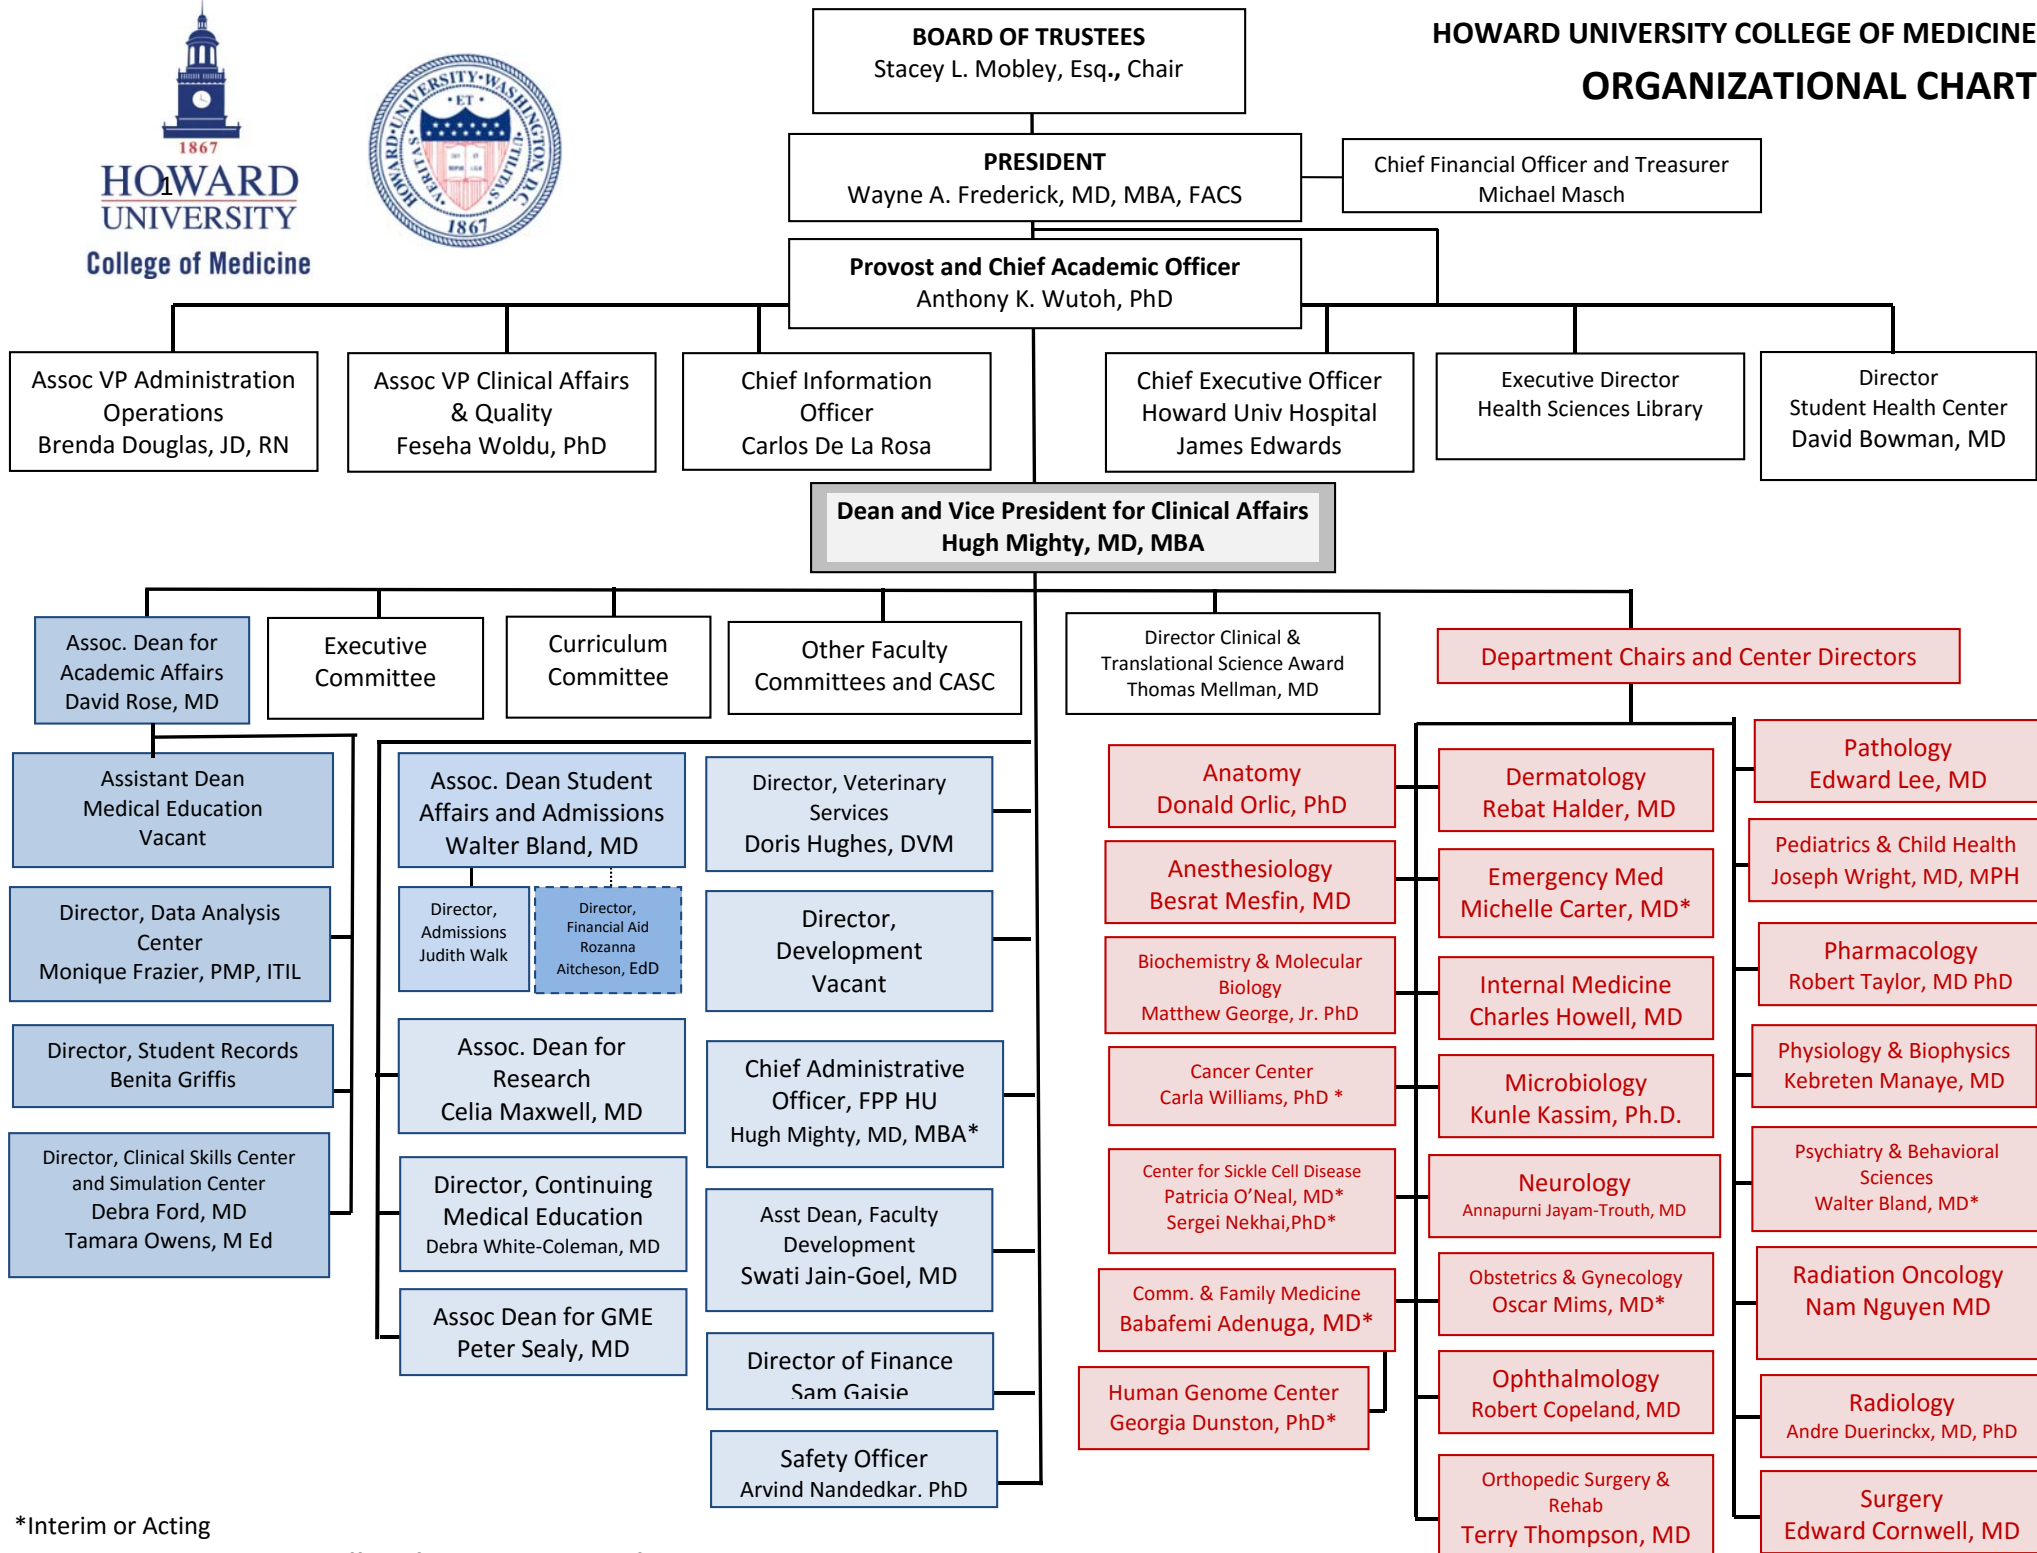 HOWARD UNIVERSITY COLLEGE OF MEDICINE
ORGANIZATIONAL CHART
1867
HOWARD
1
UNIVERSITY
College of Medicine
HOWARD·UNIVERSITY·WASHINGTON, D.C.
· ET ·
VERITAS
UTILITAS
1867
BOARD OF TRUSTEES
Stacey L. Mobley, Esq., Chair
PRESIDENT
Wayne A. Frederick, MD, MBA, FACS
Chief Financial Officer and Treasurer
Michael Masch
Provost and Chief Academic Officer
Anthony K. Wutoh, PhD
Assoc VP Administration
Operations
Brenda Douglas, JD, RN
Assoc VP Clinical Affairs
& Quality
Feseha Woldu, PhD
Chief Information
Officer
Carlos De La Rosa
Chief Executive Officer
Howard Univ Hospital
James Edwards
Executive Director
Health Sciences Library
Director
Student Health Center
David Bowman, MD
Dean and Vice President for Clinical Affairs
Hugh Mighty, MD, MBA
Assoc. Dean for
Academic Affairs
David Rose, MD
Executive
Committee
Curriculum
Committee
Other Faculty
Committees and CASC
Director Clinical &
Translational Science Award
Thomas Mellman, MD
Department Chairs and Center Directors
Assistant Dean
Medical Education
Vacant
Director, Data Analysis
Center
Monique Frazier, PMP, ITIL
Director, Student Records
Benita Griffis
Director, Clinical Skills Center
and Simulation Center
Debra Ford, MD
Tamara Owens, M Ed
Assoc. Dean Student
Affairs and Admissions
Walter Bland, MD
Director,
Admissions
Judith Walk
Director,
Financial Aid
Rozanna
Aitcheson, EdD
Assoc. Dean for
Research
Celia Maxwell, MD
Director, Continuing
Medical Education
Debra White-Coleman, MD
Assoc Dean for GME
Peter Sealy, MD
Director, Veterinary
Services
Doris Hughes, DVM
Director,
Development
Vacant
Chief Administrative
Officer, FPP HU
Hugh Mighty, MD, MBA*
Asst Dean, Faculty
Development
Swati Jain-Goel, MD
Director of Finance
Sam Gaisie
Safety Officer
Arvind Nandedkar. PhD
Anatomy
Donald Orlic, PhD
Anesthesiology
Besrat Mesfin, MD
Biochemistry & Molecular
Biology
Matthew George, Jr. PhD
Cancer Center
Carla Williams, PhD *
Center for Sickle Cell Disease
Patricia O’Neal, MD*
Sergei Nekhai,PhD*
Comm. & Family Medicine
Babafemi Adenuga, MD*
Human Genome Center
Georgia Dunston, PhD*
Dermatology
Rebat Halder, MD
Emergency Med
Michelle Carter, MD*
Internal Medicine
Charles Howell, MD
Microbiology
Kunle Kassim, Ph.D.
Neurology
Annapurni Jayam-Trouth, MD
Obstetrics & Gynecology
Oscar Mims, MD*
Ophthalmology
Robert Copeland, MD
Orthopedic Surgery &
Rehab
Terry Thompson, MD
Pathology
Edward Lee, MD
Pediatrics & Child Health
Joseph Wright, MD, MPH
Pharmacology
Robert Taylor, MD PhD
Physiology & Biophysics
Kebreten Manaye, MD
Psychiatry & Behavioral
Sciences
Walter Bland, MD*
Radiation Oncology
Nam Nguyen MD
Radiology
Andre Duerinckx, MD, PhD
Surgery
Edward Cornwell, MD
*Interim or Acting